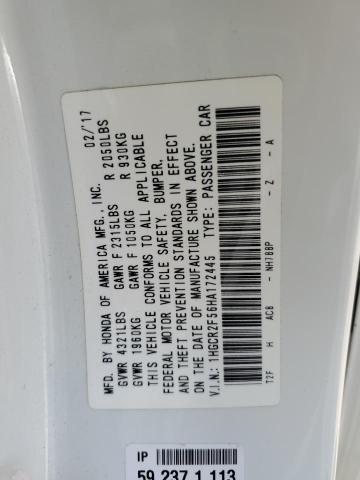 MFD. BY HONDA OF AMERICA MFG., INC. 02/'17
GVWR 4321LBS GAWR F 2315LBS R 2050LBS
GVWR 1960KG GAWR F 1050KG R 930KG
THIS VEHICLE CONFORMS TO ALL APPLICABLE
FEDERAL MOTOR VEHICLE SAFETY, BUMPER,
AND THEFT PREVENTION STANDARDS IN EFFECT
ON THE DATE OF MANUFACTURE SHOWN ABOVE.
V.I.N.: 1HGCR2F56HA172445 TYPE: PASSENGER CAR
T2F H AC8 NH788P - Z - A
IP
59 237 1 113